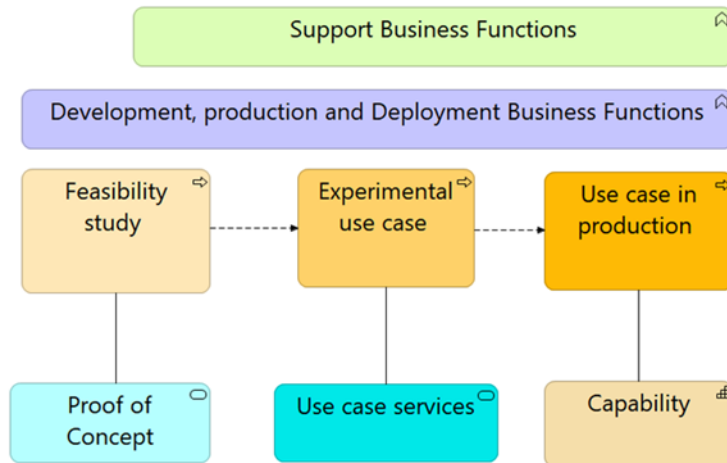 Support Business Functions
Development, production and Deployment Business Functions
Feasibility
study
Experimental
use case
Use case in
production
Proof of
Concept
Use case services
Capability